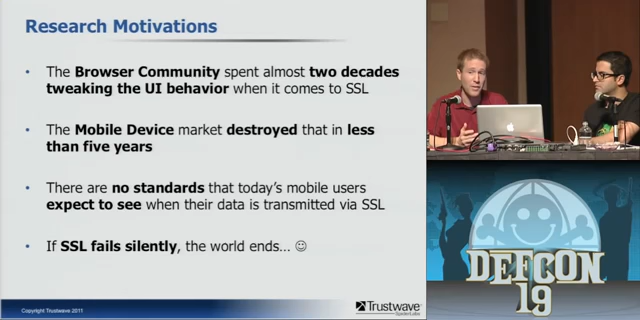 Research Motivations
• The Browser Community spent almost two decades
tweaking the UI behavior when it comes to SSL
• The Mobile Device market destroyed that in less
than five years
• There are no standards that today's mobile users
expect to see when their data is transmitted via SSL
• If SSL fails silently, the world ends... ☺
Copyright Trustwave 2011
Trustwave
SpiderLabs
DEFCON
19